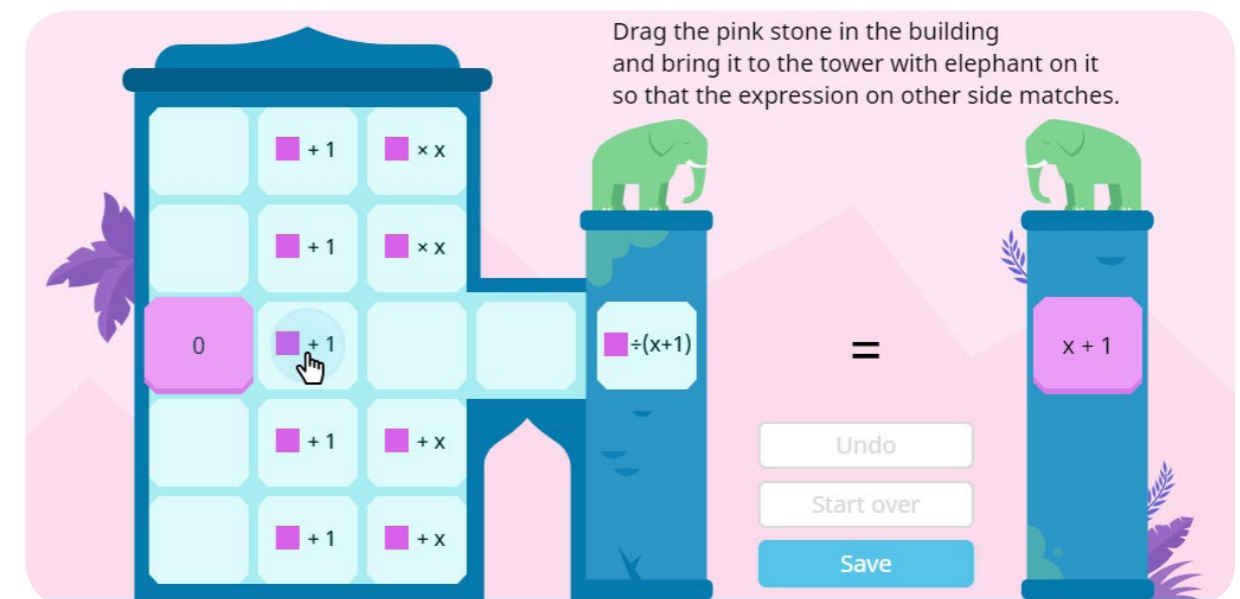 Drag the pink stone in the building
and bring it to the tower with elephant on it
so that the expression on other side matches.
■ + 1 ■ × x
■ + 1 ■ × x
0 ■ + 1 ■÷(x+1) = x + 1
■ + 1 ■ + x
■ + 1 ■ + x
Undo
Start over
Save